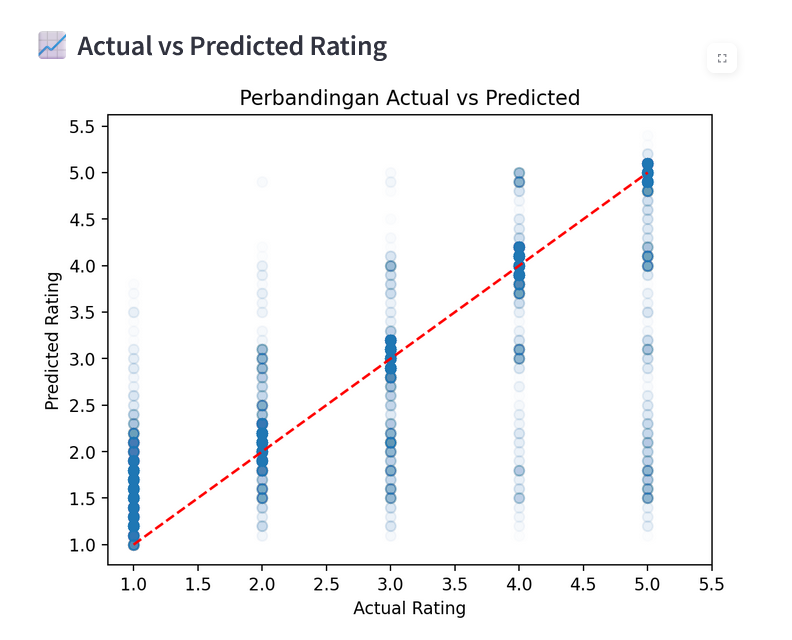 Actual vs Predicted Rating
Perbandingan Actual vs Predicted
5.5
5.0
4.5
4.0
3.5
3.0
2.5
2.0
1.5
1.0
Predicted Rating
1.0 1.5 2.0 2.5 3.0 3.5 4.0 4.5 5.0 5.5
Actual Rating